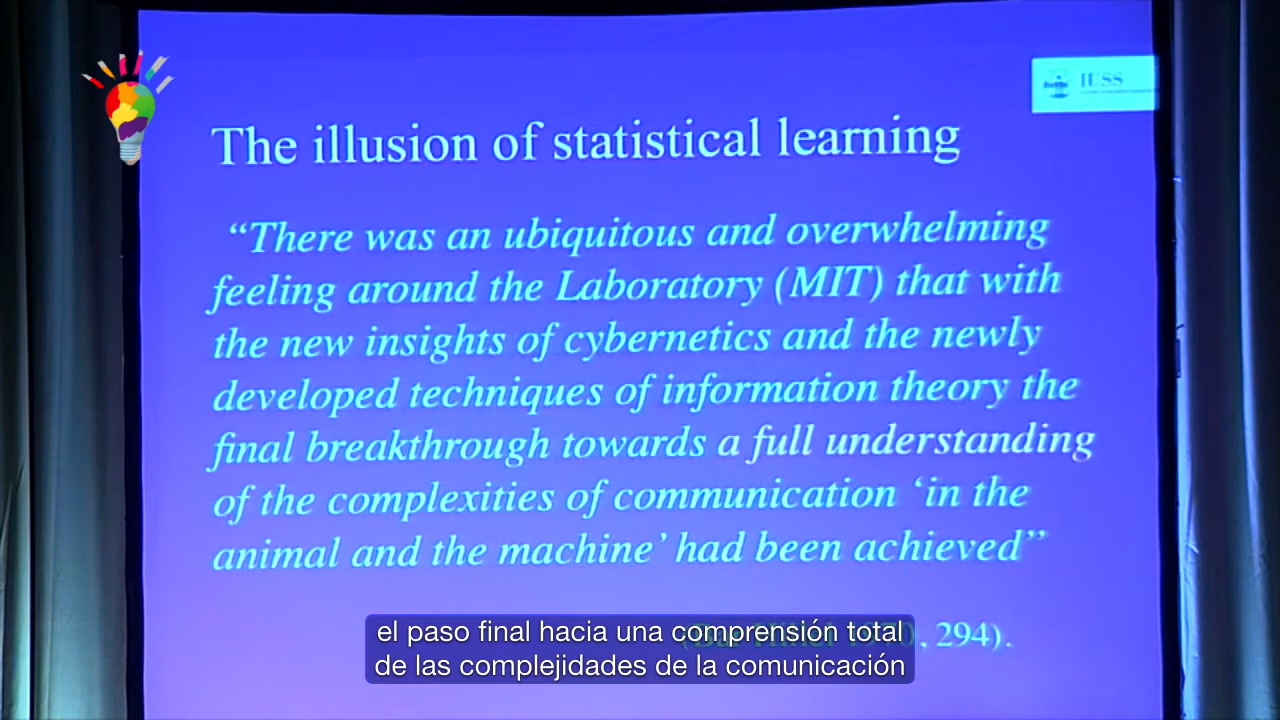 IUSS
The illusion of statistical learning
“There was an ubiquitous and overwhelming
feeling around the Laboratory (MIT) that with
the new insights of cybernetics and the newly
developed techniques of information theory the
final breakthrough towards a full understanding
of the complexities of communication ‘in the
animal and the machine’ had been achieved”
, 294).
el paso final hacia una comprensión total
de las complejidades de la comunicación